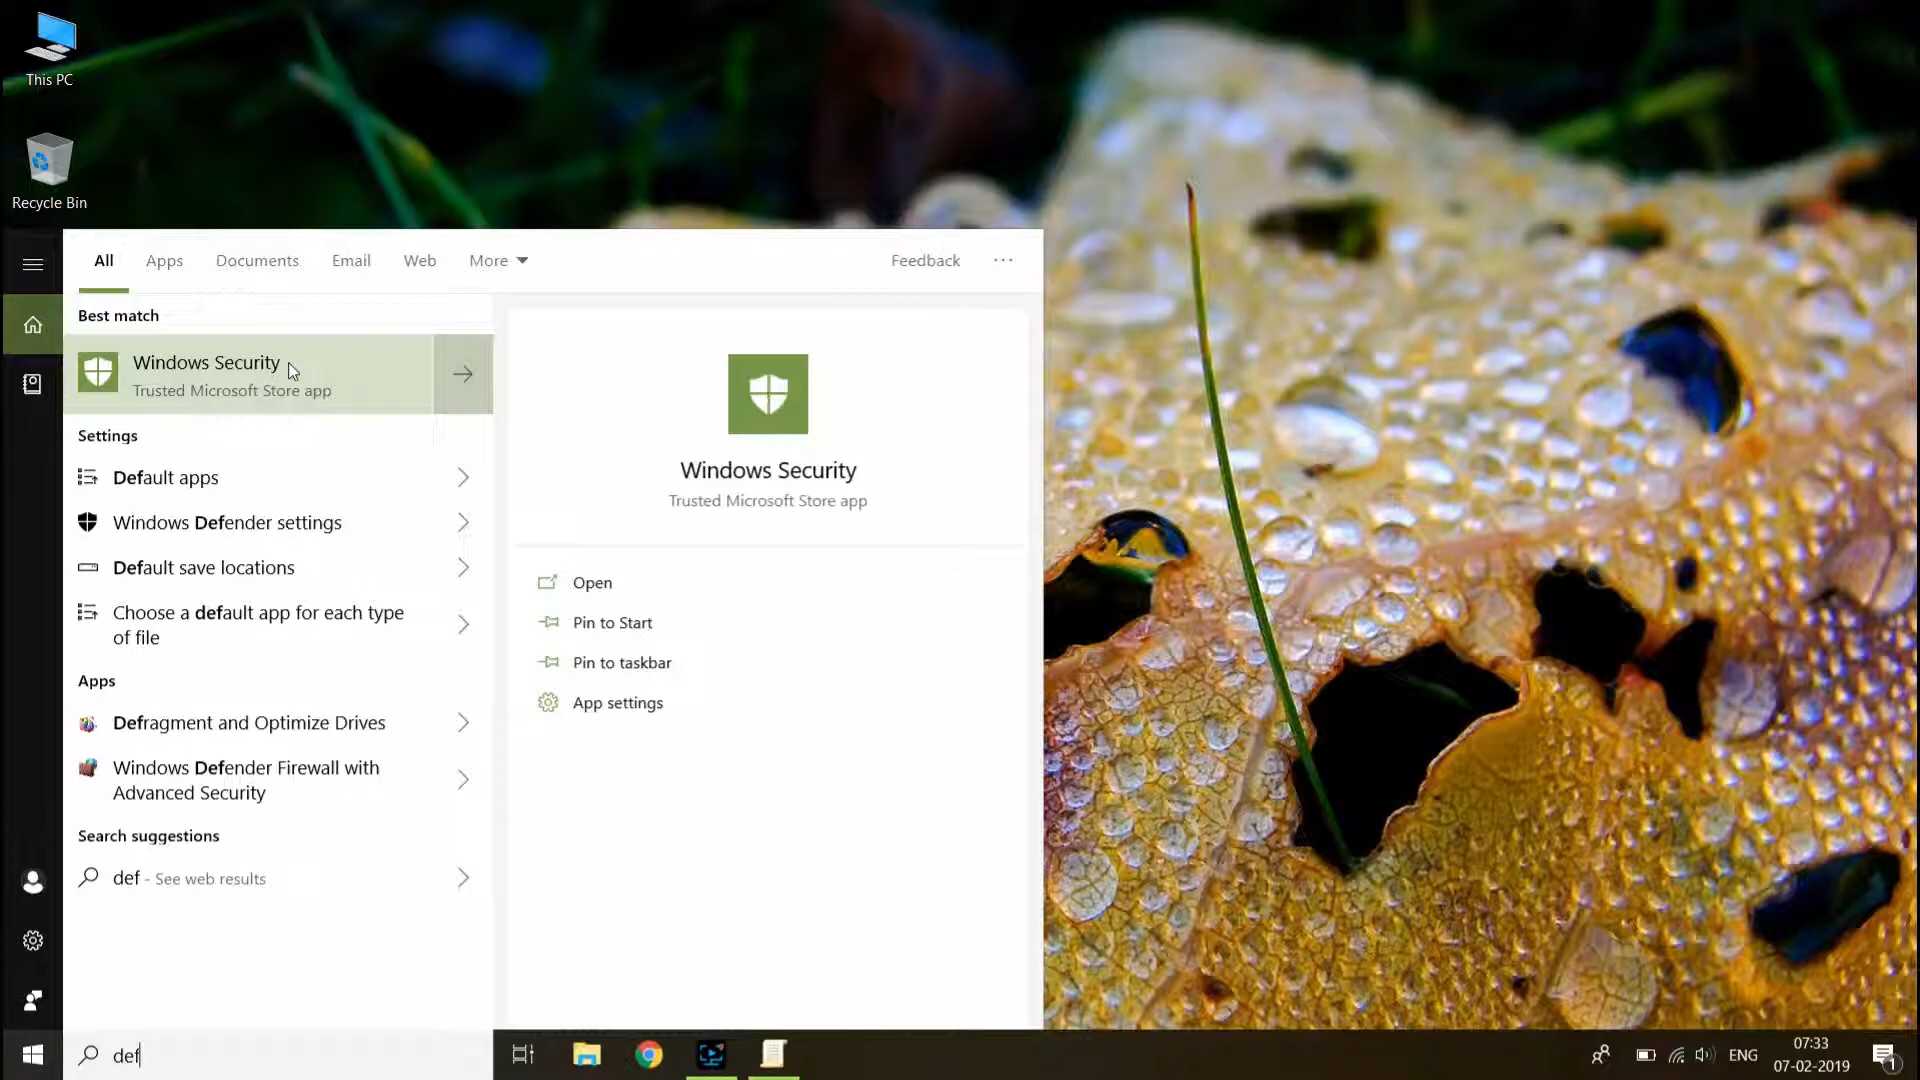 This PC
Recycle Bin
All Apps Documents Email Web More Feedback ...
Best match
Windows Security
Trusted Microsoft Store app
Settings
Default apps
Windows Defender settings
Default save locations
Choose a default app for each type
of file
Apps
Defragment and Optimize Drives
Windows Defender Firewall with
Advanced Security
Search suggestions
def - See web results
Windows Security
Trusted Microsoft Store app
Open
Pin to Start
Pin to taskbar
App settings
def
ENG
07:33
07-02-2019
1